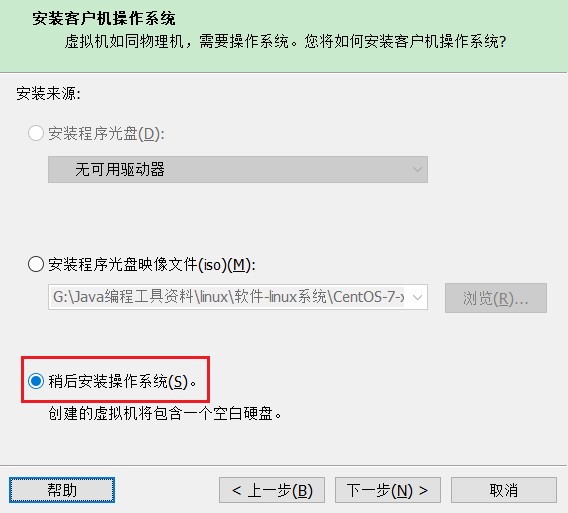 安装客户机操作系统
虚拟机如同物理机，需要操作系统。您将如何安装客户机操作系统?
安装来源:
安装程序光盘(D):
无可用驱动器
安装程序光盘映像文件(iso)(M):
G:\Java编程工具资料\linux\软件-linux系统\CentOS-7-x
浏览(R)...
稍后安装操作系统(S)。
创建的虚拟机将包含一个空白硬盘。
帮助
< 上一步(B)
下一步(N) >
取消